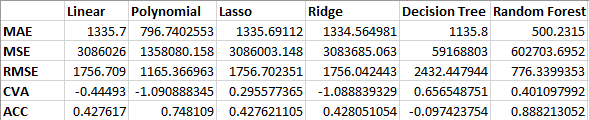 Linear Polynomial Lasso Ridge Decision Tree Random Forest
MAE 1335.7 796.7402553 1335.69112 1334.564981 1135.8 500.2315
MSE 3086026 1358080.158 3086003.148 3083685.063 59168803 602703.6952
RMSE 1756.709 1165.366963 1756.702351 1756.042443 2432.447944 776.3399353
CVA -0.44493 -1.090888345 0.295577365 -1.088839329 0.656548751 0.401097992
ACC 0.427617 0.748109 0.427621105 0.428051054 -0.097423754 0.888213052